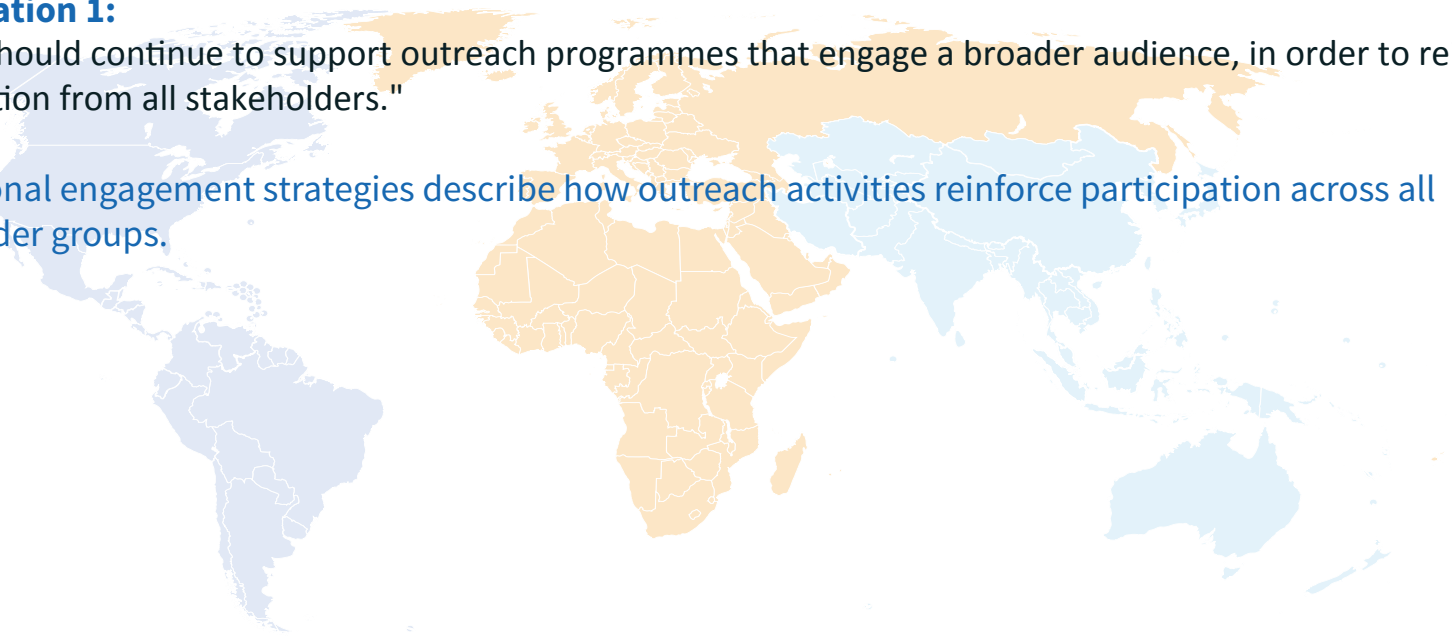 ation 1:
hould continue to support outreach programmes that engage a broader audience, in order to re
tion from all stakeholders."
onal engagement strategies describe how outreach activities reinforce participation across all
der groups.